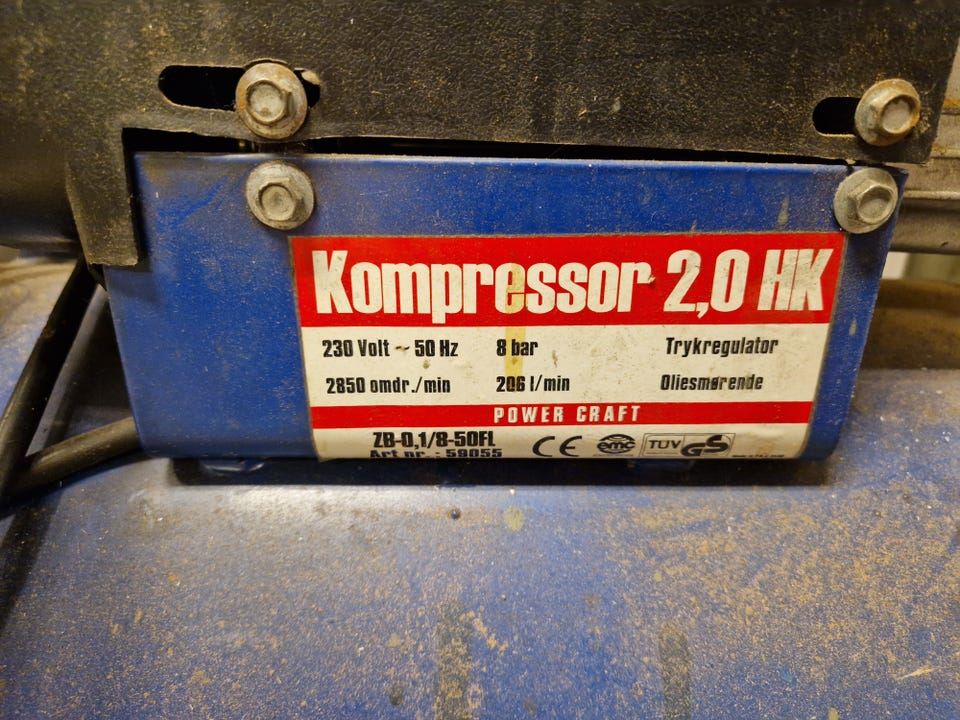 Kompressor 2,0 HK
230 Volt ~ 50 Hz 8 bar Trykregulator
2850 omdr./min 206 l/min Oliesmørende
POWER CRAFT
ZB-0,1/8-50FL CE emc TÜV GS
Art nr. : 59055